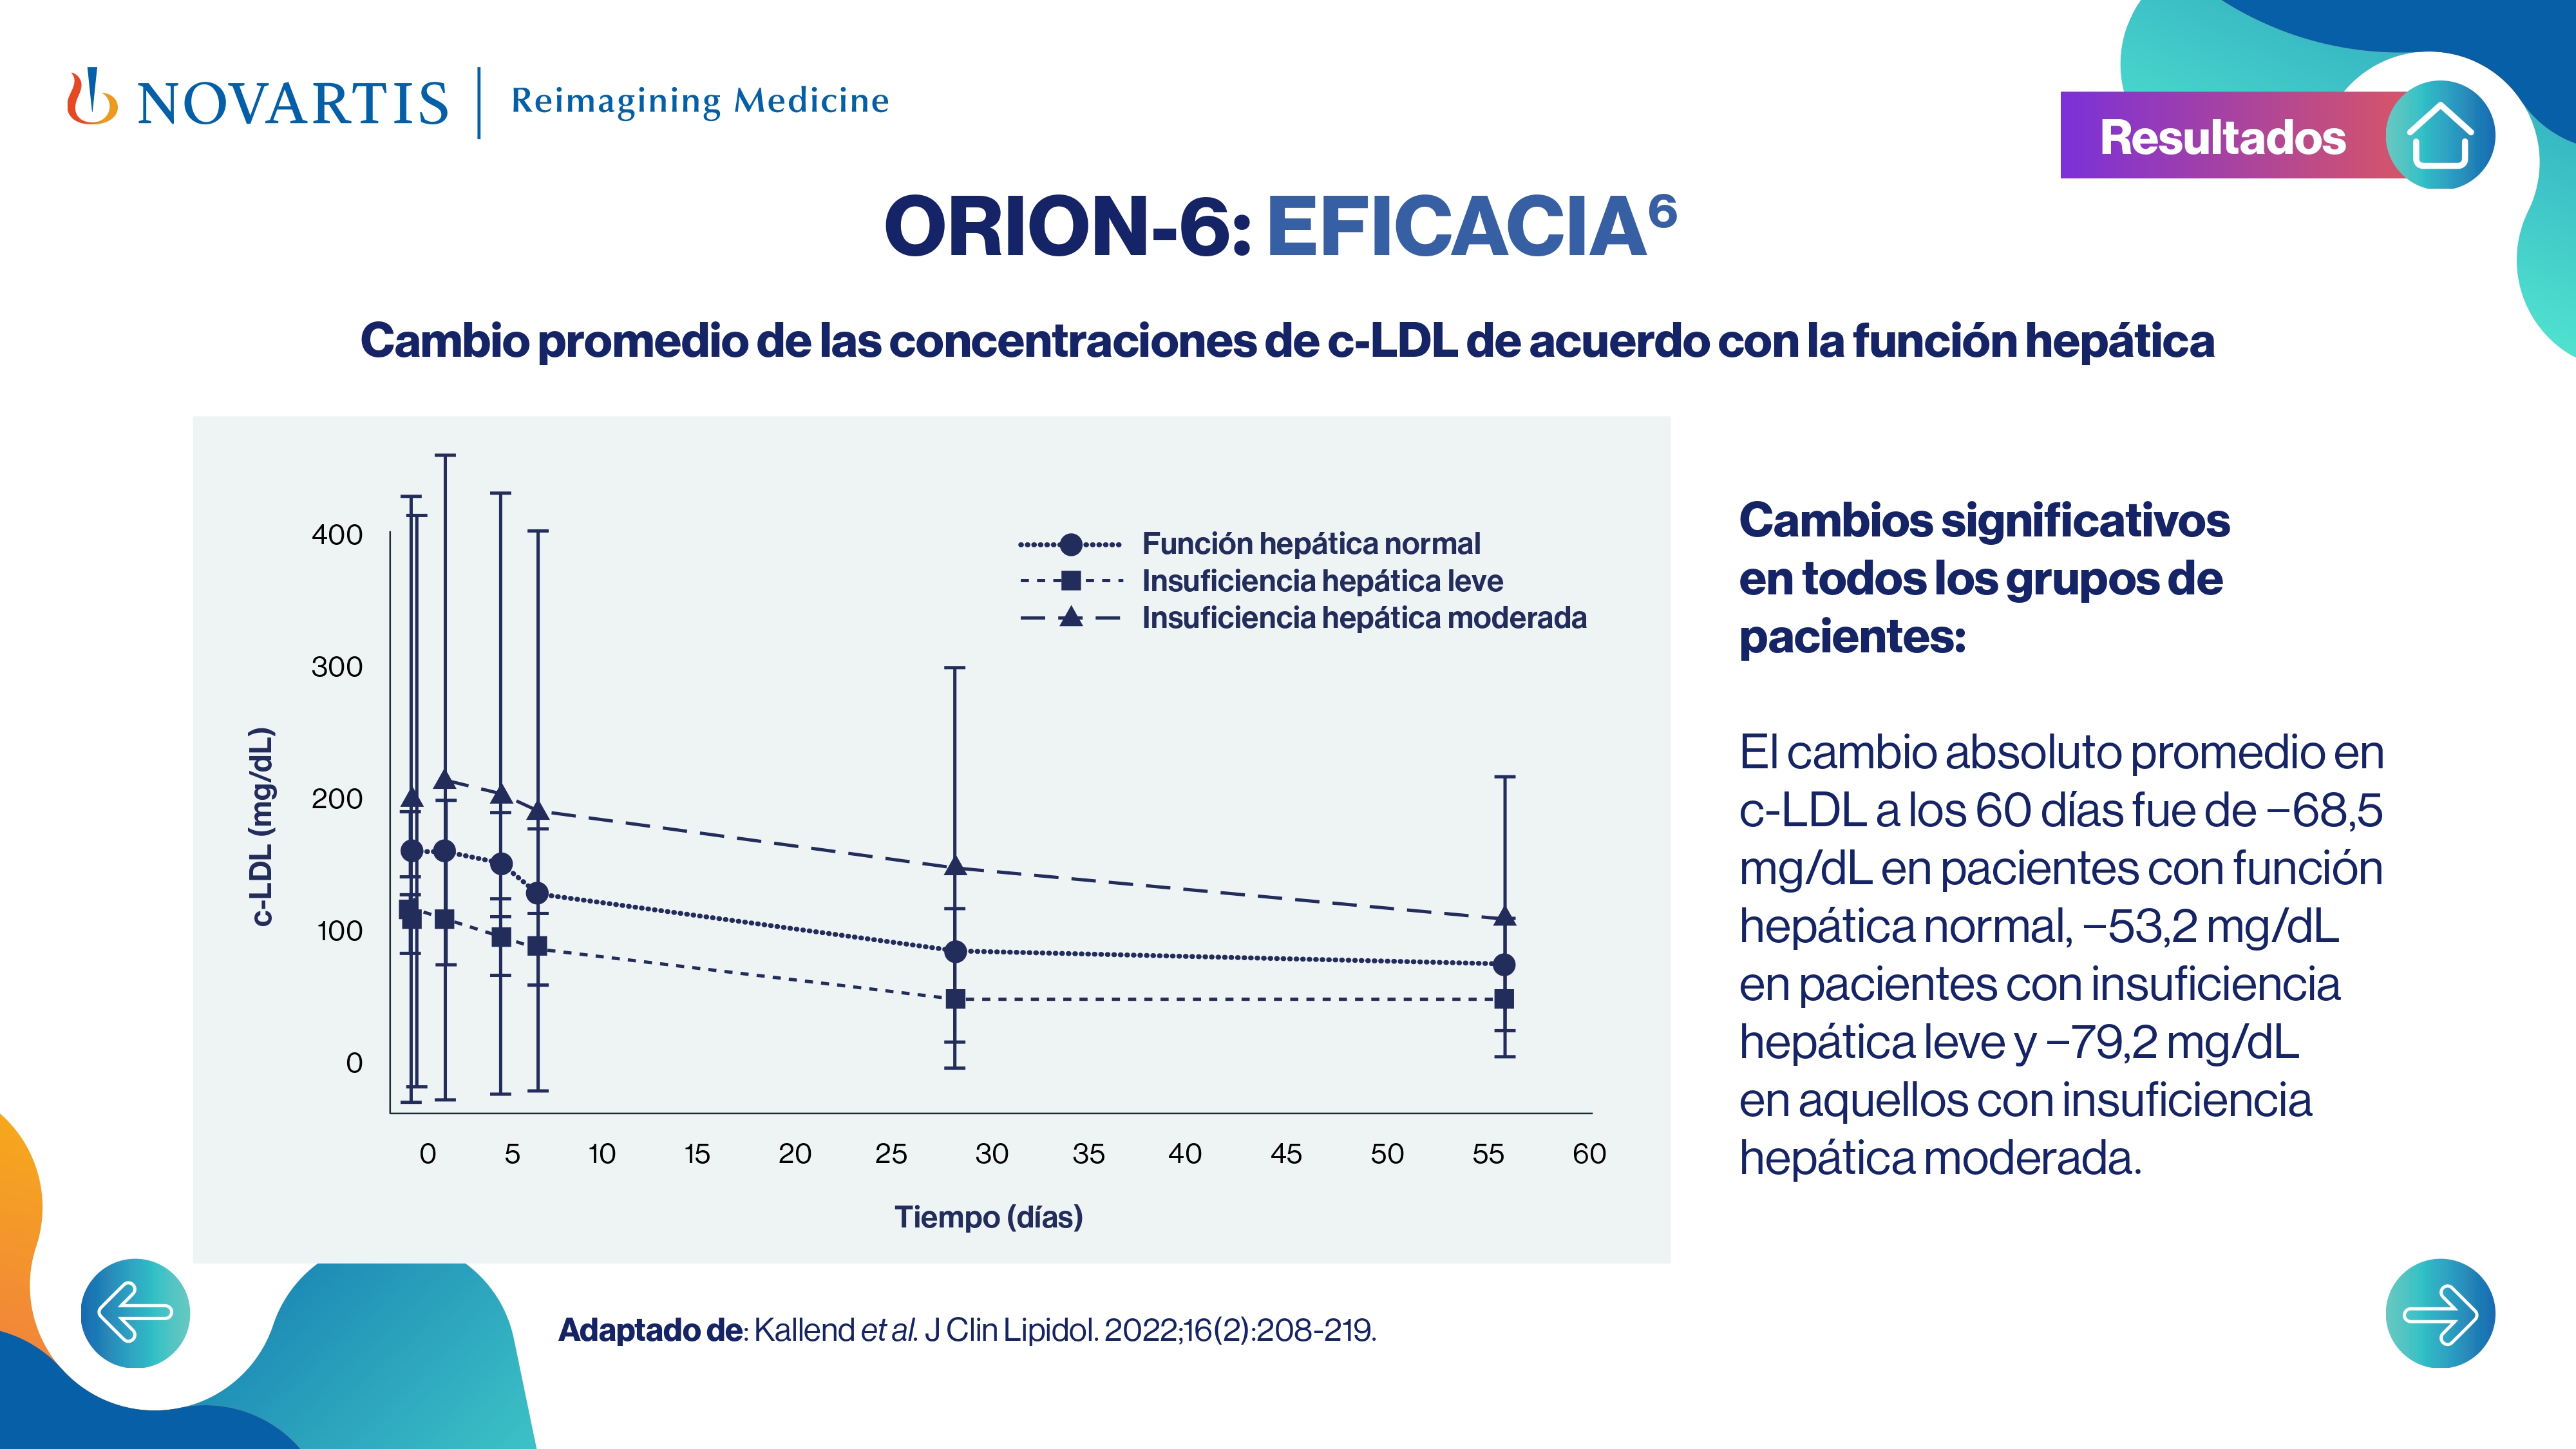 NOVARTIS | Reimagining Medicine
Resultados
ORION-6: EFICACIA⁶
Cambio promedio de las concentraciones de c-LDL de acuerdo con la función hepática
c-LDL (mg/dL)
400
300
200
100
0
Función hepática normal
Insuficiencia hepática leve
Insuficiencia hepática moderada
0 5 10 15 20 25 30 35 40 45 50 55 60
Tiempo (días)
Cambios significativos
en todos los grupos de
pacientes:
El cambio absoluto promedio en
c-LDL a los 60 días fue de −68,5
mg/dL en pacientes con función
hepática normal, −53,2 mg/dL
en pacientes con insuficiencia
hepática leve y −79,2 mg/dL
en aquellos con insuficiencia
hepática moderada.
Adaptado de: Kallend et al. J Clin Lipidol. 2022;16(2):208-219.